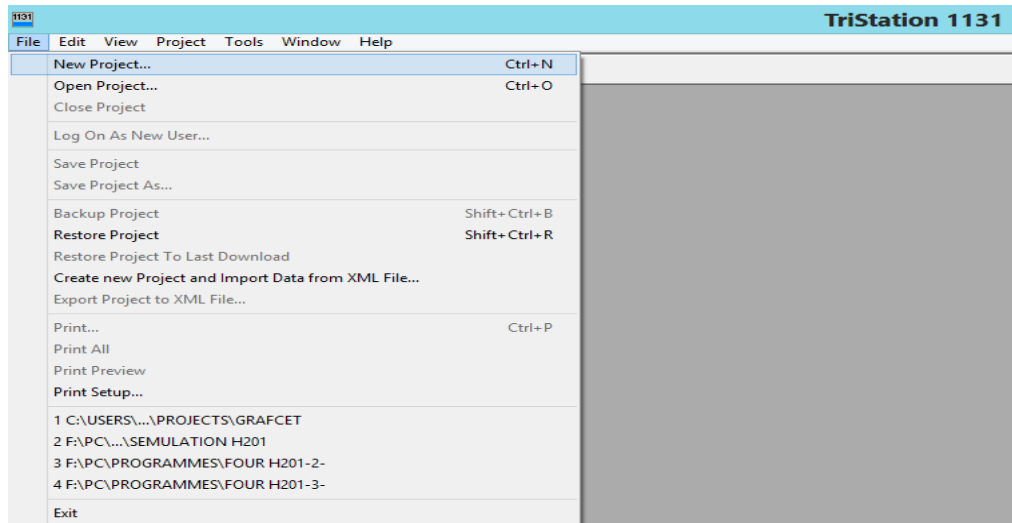 1131 TriStation 1131
File Edit View Project Tools Window Help
New Project... Ctrl+N
Open Project... Ctrl+O
Close Project
Log On As New User...
Save Project
Save Project As...
Backup Project Shift+Ctrl+B
Restore Project Shift+Ctrl+R
Restore Project To Last Download
Create new Project and Import Data from XML File...
Export Project to XML File...
Print... Ctrl+P
Print All
Print Preview
Print Setup...
1 C:\USERS\...\PROJECTS\GRAFCET
2 F:\PC\...\SEMULATION H201
3 F:\PC\PROGRAMMES\FOUR H201-2-
4 F:\PC\PROGRAMMES\FOUR H201-3-
Exit